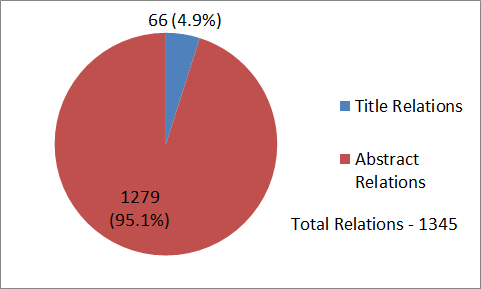 66 (4.9%)
Title Relations
Abstract
Relations
1279
(95.1%)
Total Relations - 1345